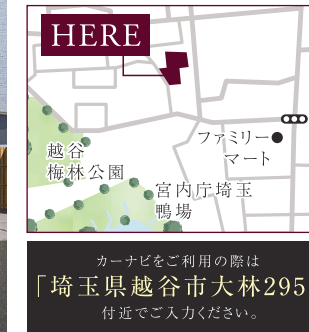 HERE
ファミリー
マート
越谷
梅林公園
宮内庁埼玉
鴨場
カーナビをご利用の際は
「埼玉県越谷市大林295
付近でご入力ください。